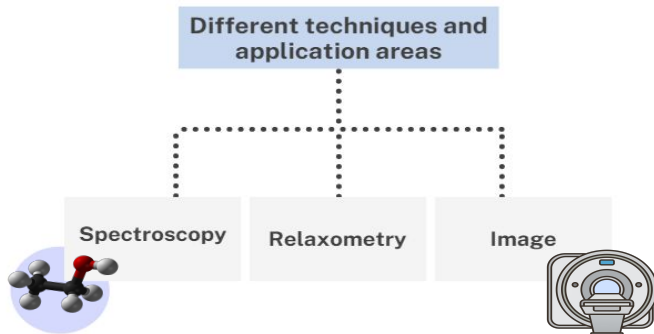 Different techniques and
application areas
Spectroscopy
Relaxometry
Image